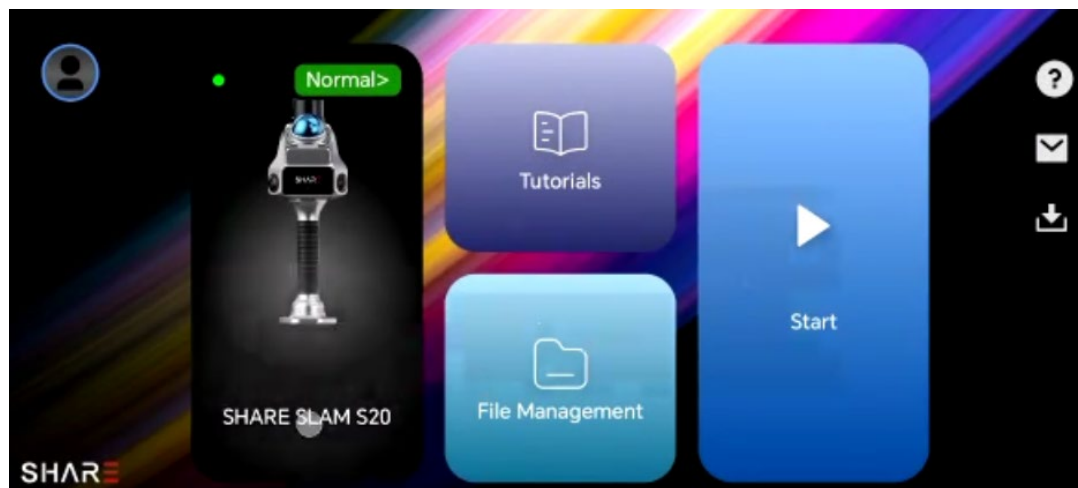 Normal>
SHARE
SHARE SLAM S20
Tutorials
File Management
Start
?
SHARE